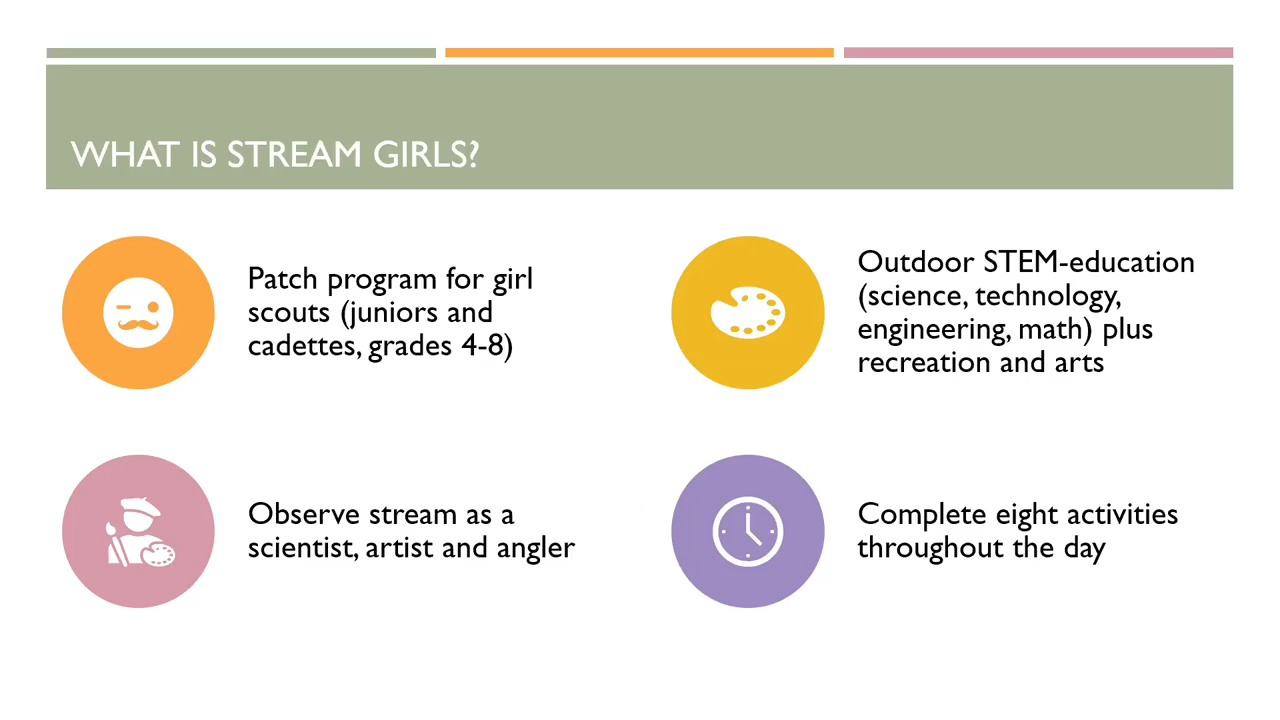 WHAT IS STREAM GIRLS?
Patch program for girl
scouts (juniors and
cadettes, grades 4-8)
Outdoor STEM-education
(science, technology,
engineering, math) plus
recreation and arts
Observe stream as a
scientist, artist and angler
Complete eight activities
throughout the day